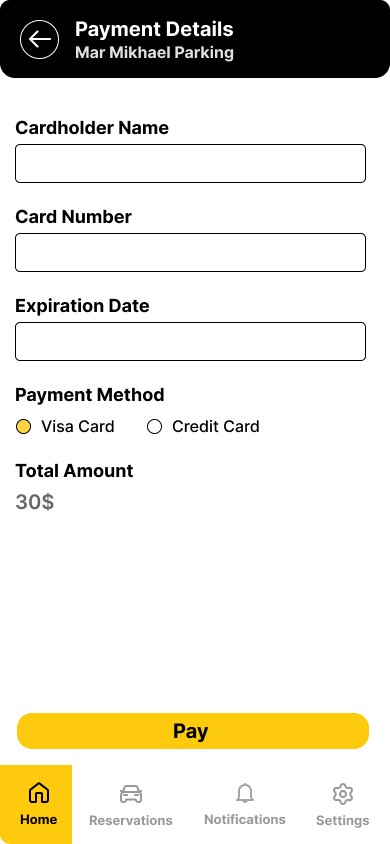 Payment Details
Mar Mikhael Parking
Cardholder Name
Card Number
Expiration Date
Payment Method
Visa Card Credit Card
Total Amount
30$
Pay
Home Reservations Notifications Settings